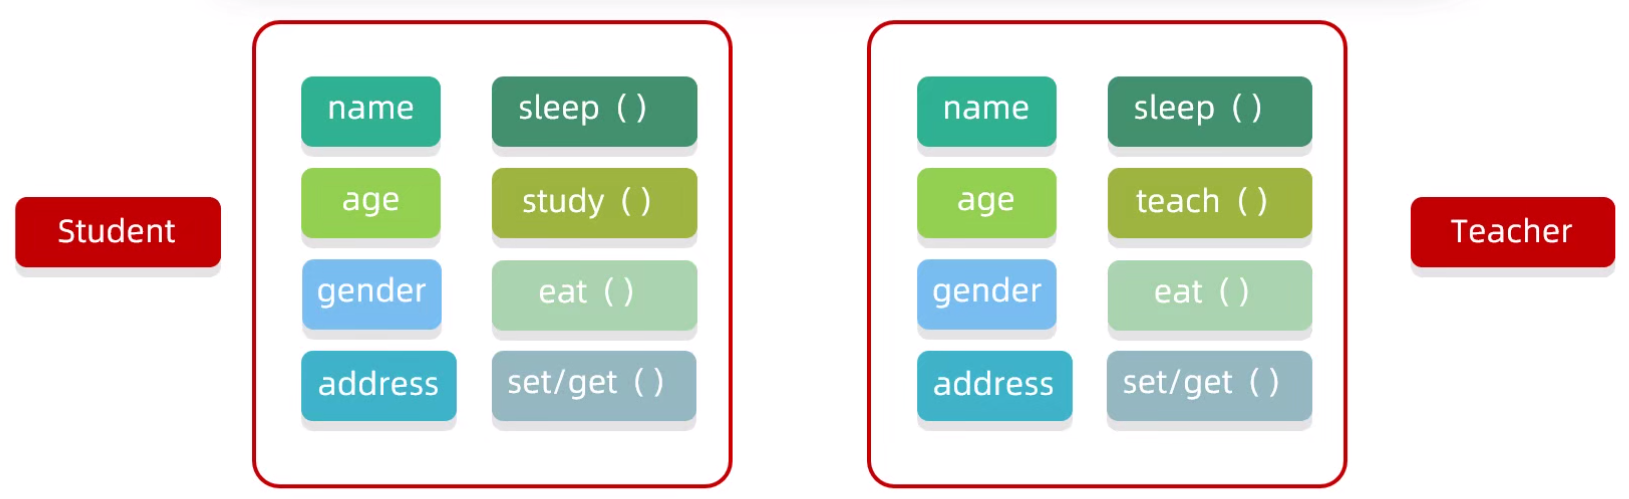 Student
name
sleep ( )
age
study ( )
gender
eat ( )
address
set/get ( )
name
sleep ( )
age
teach ( )
gender
eat ( )
address
set/get ( )
Teacher